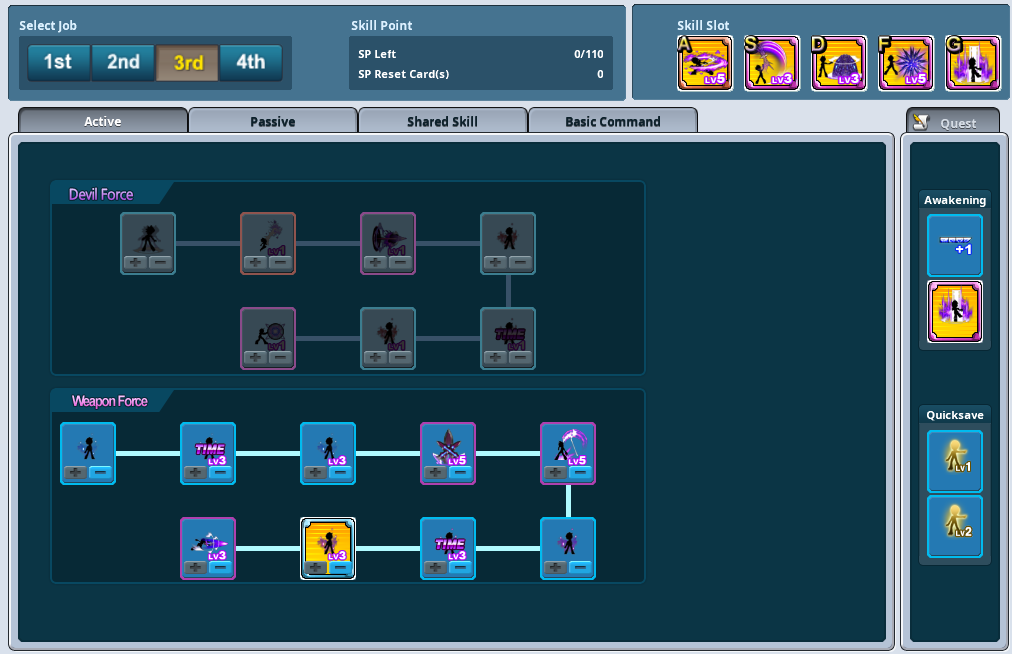 Select Job
1st
2nd
3rd
4th
Skill Point
SP Left 0/110
SP Reset Card(s) 0
Skill Slot
A
LV5
S
LV3
D
LV3
F
LV5
G
Active
Passive
Shared Skill
Basic Command
Quest
Devil Force
LV1
LV1
LV1
LV1
TIME
LV1
Weapon Force
TIME
LV3
LV3
LV5
LV5
LV3
LV3
TIME
LV3
Awakening
+1
Quicksave
LV1
LV2